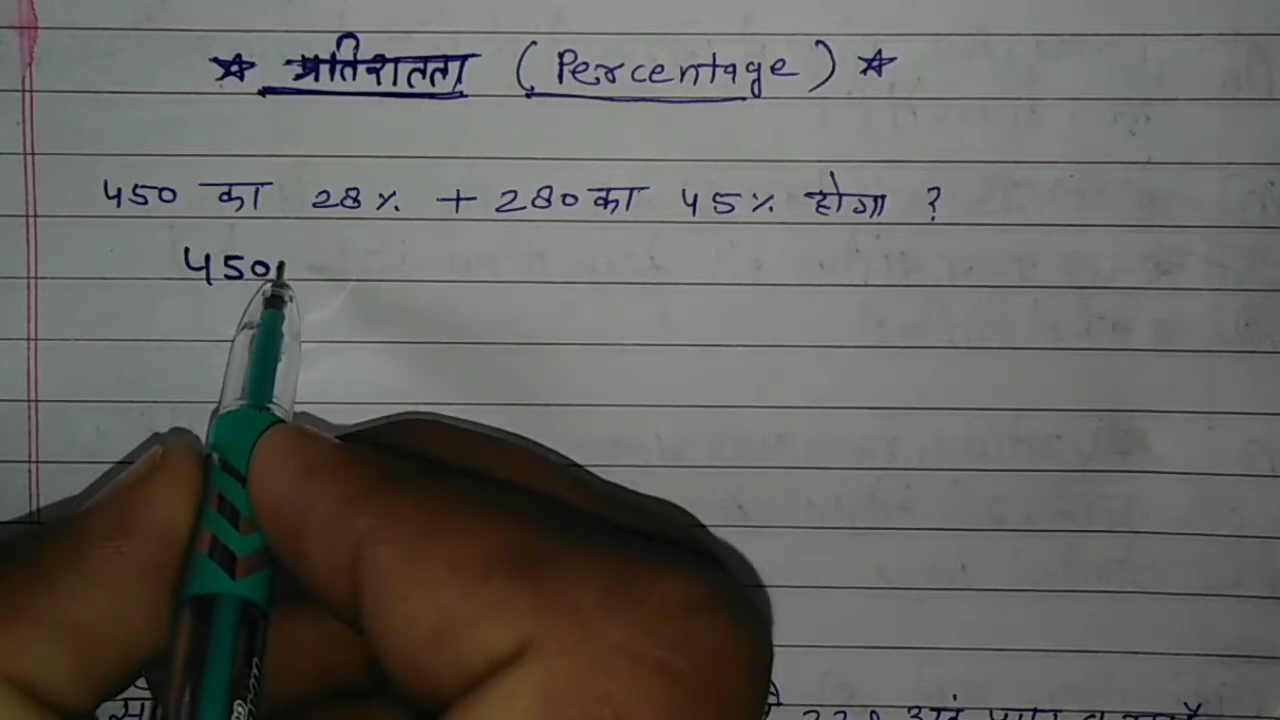 ☆ प्रतिशतता (Percentage) ☆
450 का 28% + 280 का 45% होगा ?
450